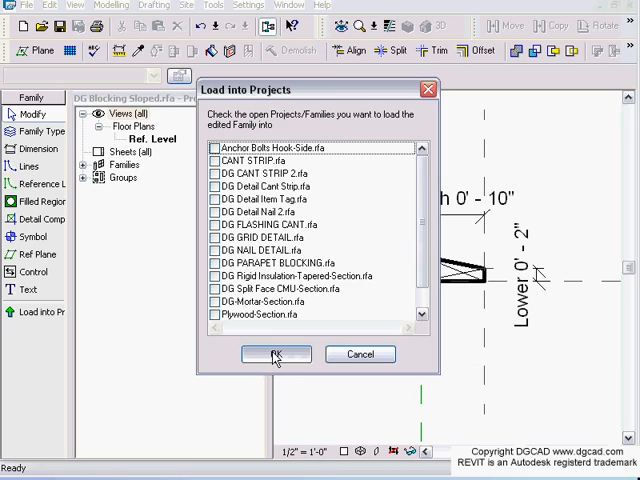 File Edit View Modelling Drafting Site Tools Settings Window Help
Move Copy Rotate
Plane Demolish Align Split Trim Offset
Family
DG Blocking Sloped.rfa - Pr
Modify
Family Type
Dimension
Lines
Reference L
Filled Region
Detail Comp
Symbol
Ref Plane
Control
Text
Load into Pro
Views (all)
Floor Plans
Ref. Level
Sheets (all)
Families
Groups
Load into Projects
Check the open Projects/Families you want to load the
edited Family into
Anchor Bolts Hook-Side.rfa
CANT STRIP.rfa
DG CANT STRIP 2.rfa
DG Detail Cant Strip.rfa
DG Detail Item Tag.rfa
DG Detail Nail 2.rfa
DG FLASHING CANT.rfa
DG GRID DETAIL.rfa
DG NAIL DETAIL.rfa
DG PARAPET BLOCKING.rfa
DG Rigid Insulation-Tapered-Section.rfa
DG Split Face CMU-Section.rfa
DG-Mortar-Section.rfa
Plywood-Section.rfa
OK Cancel
h 0' - 10"
Lower 0' - 2"
1/2" = 1'-0"
Ready
Copyright DGCAD www.dgcad.com
REVIT is an Autodesk registered trademark